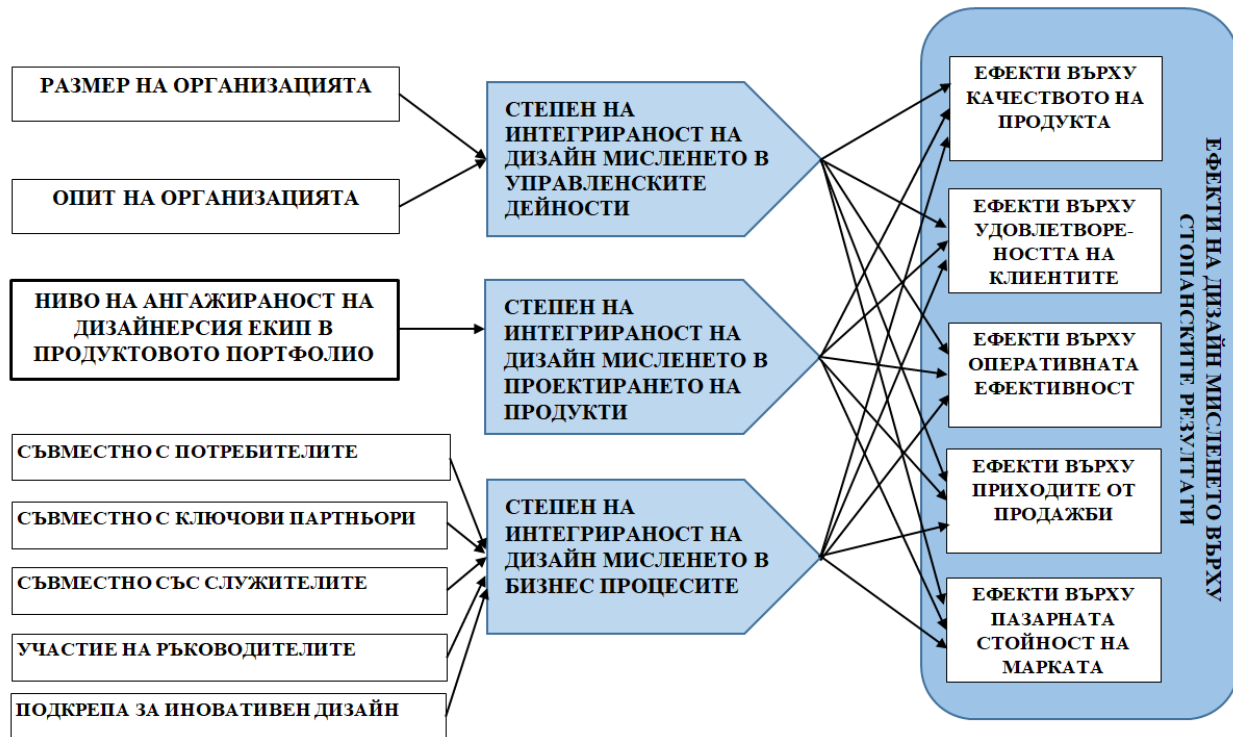 РАЗМЕР НА ОРГАНИЗАЦИЯТА
ОПИТ НА ОРГАНИЗАЦИЯТА
НИВО НА АНГАЖИРАНОСТ НА
ДИЗАЙНЕРСИЯ ЕКИП В
ПРОДУКТОВОТО ПОРТФОЛИО
СЪВМЕСТНО С ПОТРЕБИТЕЛИТЕ
СЪВМЕСТНО С КЛЮЧОВИ ПАРТНЬОРИ
СЪВМЕСТНО СЪС СЛУЖИТЕЛИТЕ
УЧАСТИЕ НА РЪКОВОДИТЕЛИТЕ
ПОДКРЕПА ЗА ИНОВАТИВЕН ДИЗАЙН
СТЕПЕН НА
ИНТЕГРИРАНОСТ НА
ДИЗАЙН МИСЛЕНЕТО В
УПРАВЛЕНСКИТЕ
ДЕЙНОСТИ
СТЕПЕН НА
ИНТЕГРИРАНОСТ НА
ДИЗАЙН МИСЛЕНЕТО В
ПРОЕКТИРАНЕТО НА
ПРОДУКТИ
СТЕПЕН НА
ИНТЕГРИРАНОСТ НА
ДИЗАЙН МИСЛЕНЕТО В
БИЗНЕС ПРОЦЕСИТЕ
ЕФЕКТИ ВЪРХУ
КАЧЕСТВОТО НА
ПРОДУКТА
ЕФЕКТИ ВЪРХУ
УДОВЛЕТВОРЕ-
НОСТТА НА
КЛИЕНТИТЕ
ЕФЕКТИ ВЪРХУ
ОПЕРАТИВНАТА
ЕФЕКТИВНОСТ
ЕФЕКТИ ВЪРХУ
ПРИХОДИТЕ ОТ
ПРОДАЖБИ
ЕФЕКТИ ВЪРХУ
ПАЗАРНАТА
СТОЙНОСТ НА
МАРКАТА
ЕФЕКТИ НА ДИЗАЙН МИСЛЕНЕТО ВЪРХУ
СТОПАНСКИТЕ РЕЗУЛТАТИ